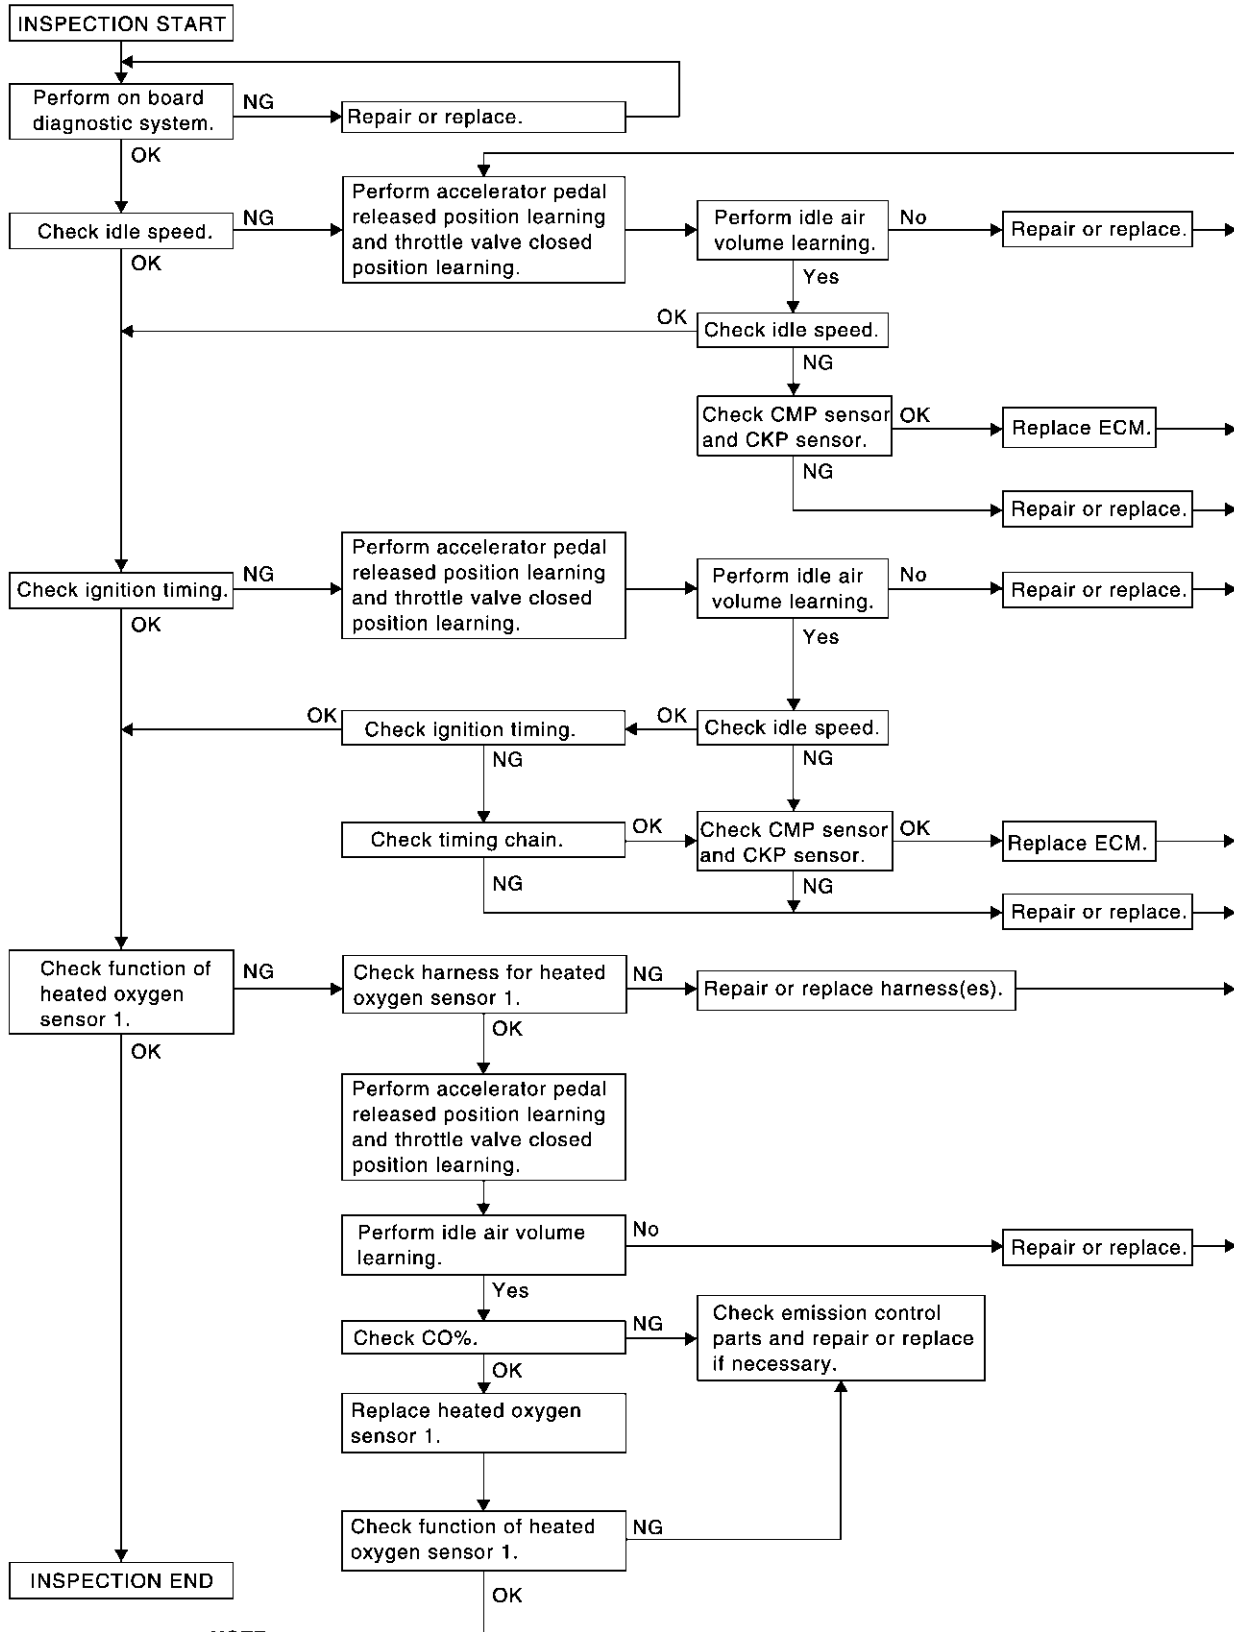 INSPECTION START
Perform on board
diagnostic system.
NG
Repair or replace.
OK
Check idle speed.
NG
Perform accelerator pedal
released position learning
and throttle valve closed
position learning.
Perform idle air
volume learning.
No
Repair or replace.
OK
Yes
OK
Check idle speed.
NG
Check CMP sensor
and CKP sensor.
OK
Replace ECM.
NG
Repair or replace.
Check ignition timing.
NG
Perform accelerator pedal
released position learning
and throttle valve closed
position learning.
Perform idle air
volume learning.
No
Repair or replace.
OK
Yes
OK
Check ignition timing.
OK
Check idle speed.
NG
NG
Check timing chain.
OK
Check CMP sensor
and CKP sensor.
OK
Replace ECM.
NG
NG
Repair or replace.
Check function of
heated oxygen
sensor 1.
NG
Check harness for heated
oxygen sensor 1.
NG
Repair or replace harness(es).
OK
OK
Perform accelerator pedal
released position learning
and throttle valve closed
position learning.
Perform idle air volume
learning.
No
Repair or replace.
Yes
Check CO%.
NG
Check emission control
parts and repair or replace
if necessary.
OK
Replace heated oxygen
sensor 1.
Check function of heated
oxygen sensor 1.
NG
INSPECTION END
OK